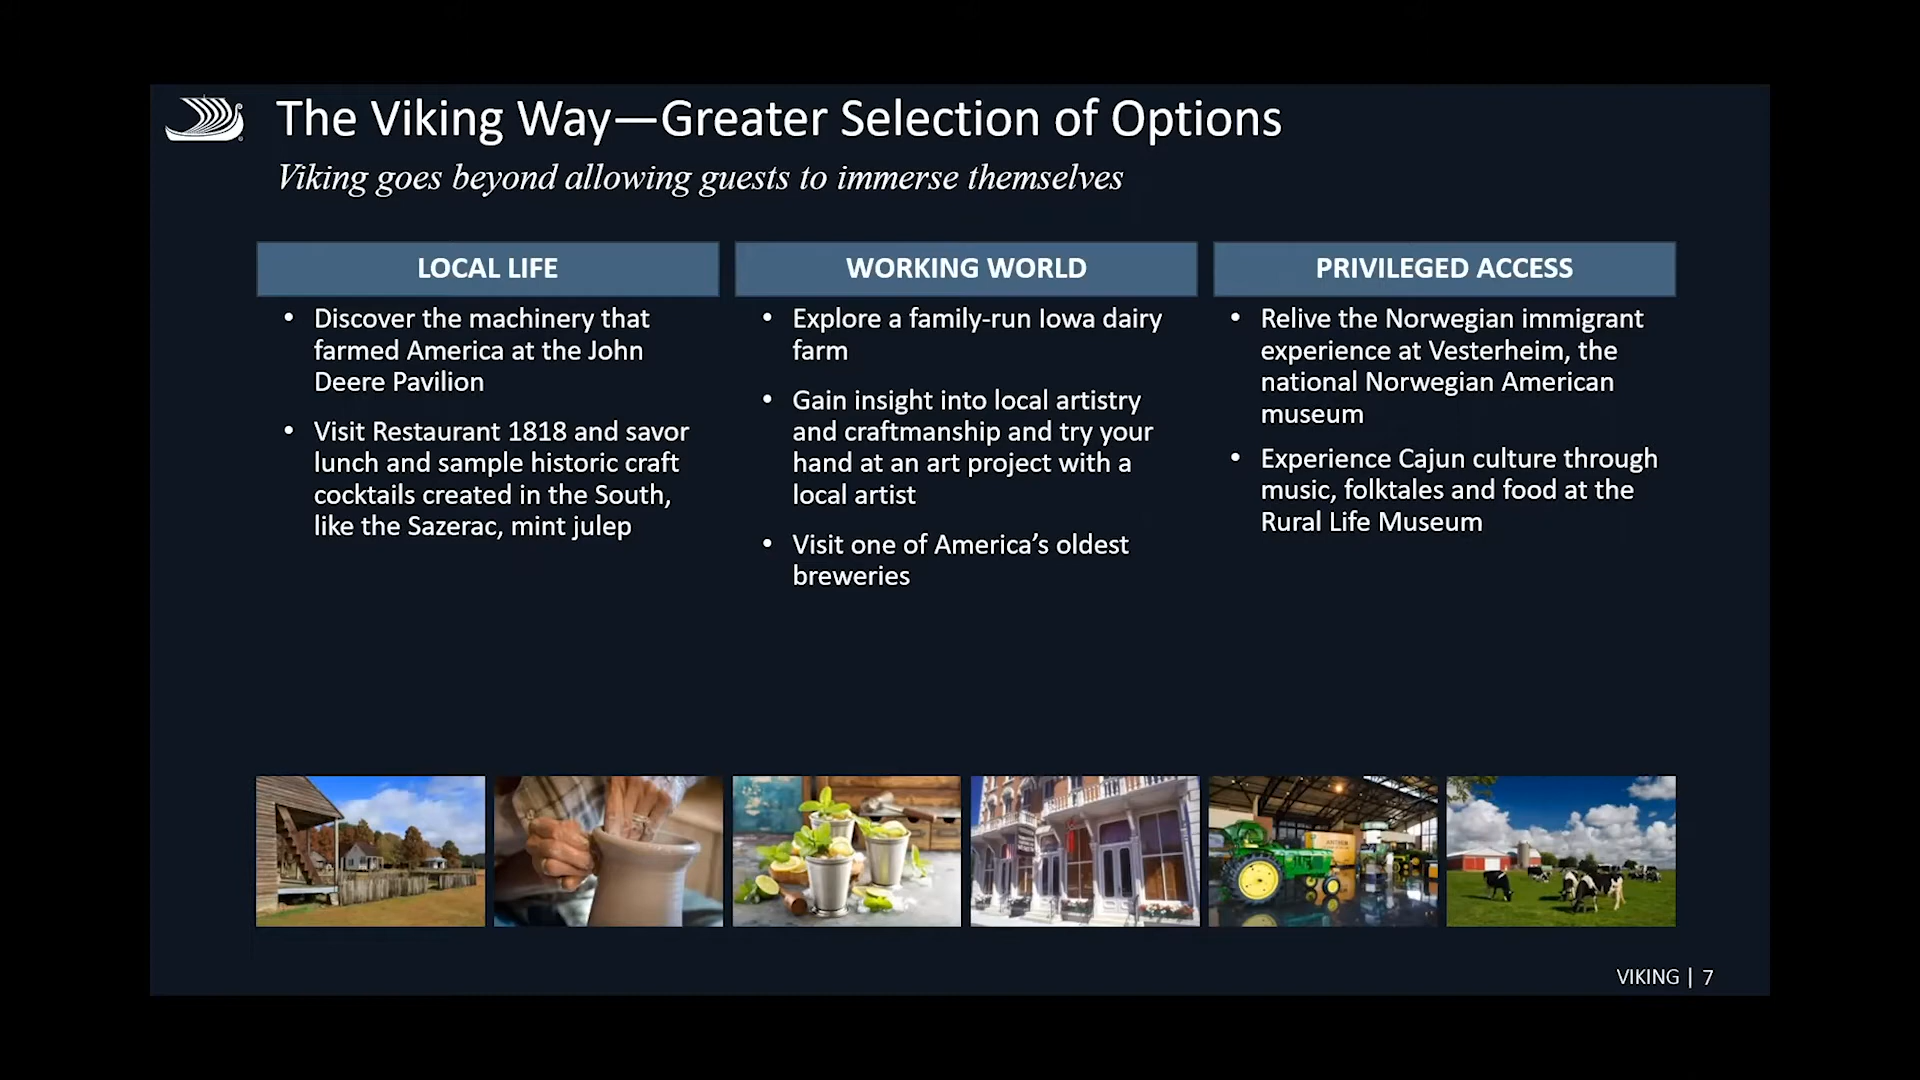 The Viking Way—Greater Selection of Options
Viking goes beyond allowing guests to immerse themselves
LOCAL LIFE
• Discover the machinery that
farmed America at the John
Deere Pavilion
• Visit Restaurant 1818 and savor
lunch and sample historic craft
cocktails created in the South,
like the Sazerac, mint julep
WORKING WORLD
• Explore a family-run Iowa dairy
farm
• Gain insight into local artistry
and craftmanship and try your
hand at an art project with a
local artist
• Visit one of America’s oldest
breweries
PRIVILEGED ACCESS
• Relive the Norwegian immigrant
experience at Vesterheim, the
national Norwegian American
museum
• Experience Cajun culture through
music, folktales and food at the
Rural Life Museum
VIKING | 7